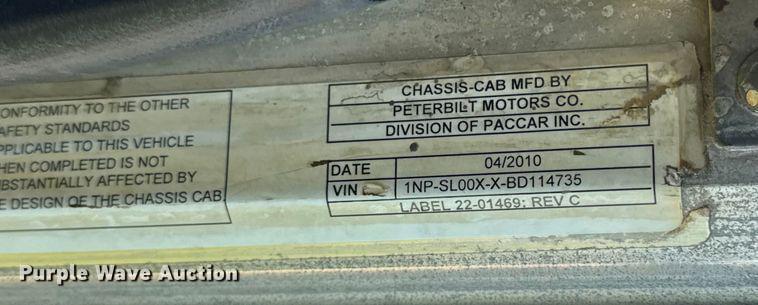 ONFORMITY TO THE OTHER
AFETY STANDARDS
PPLICABLE TO THIS VEHICLE
HEN COMPLETED IS NOT
UBSTANTIALLY AFFECTED BY
E DESIGN OF THE CHASSIS CAB
CHASSIS-CAB MFD BY
PETERBILT MOTORS CO.
DIVISION OF PACCAR INC.
DATE 04/2010
VIN 1NP-SL00X-X-BD114735
LABEL 22-01469; REV C
Purple Wave Auction